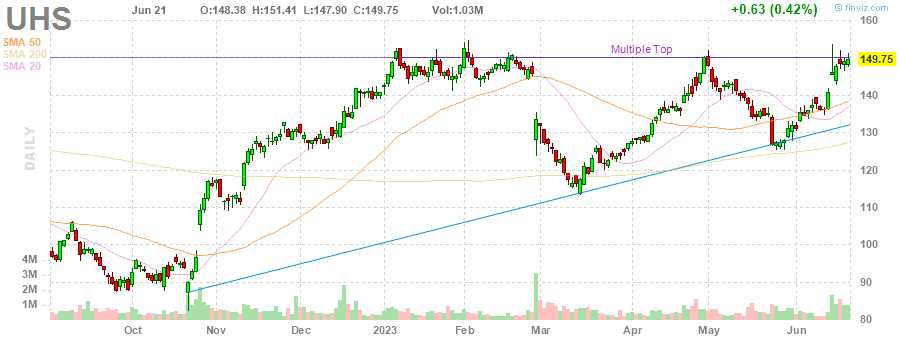 UHS
Jun 21 O:148.38 H:151.41 L:147.90 C:149.75 Vol:1.03M +0.63 (0.42%)
© finviz.com
SMA 50
SMA 200
SMA 20
DAILY
Multiple Top
160
149.75
140
130
120
110
100
90
80
4M
3M
2M
1M
Oct Nov Dec 2023 Feb Mar Apr May Jun